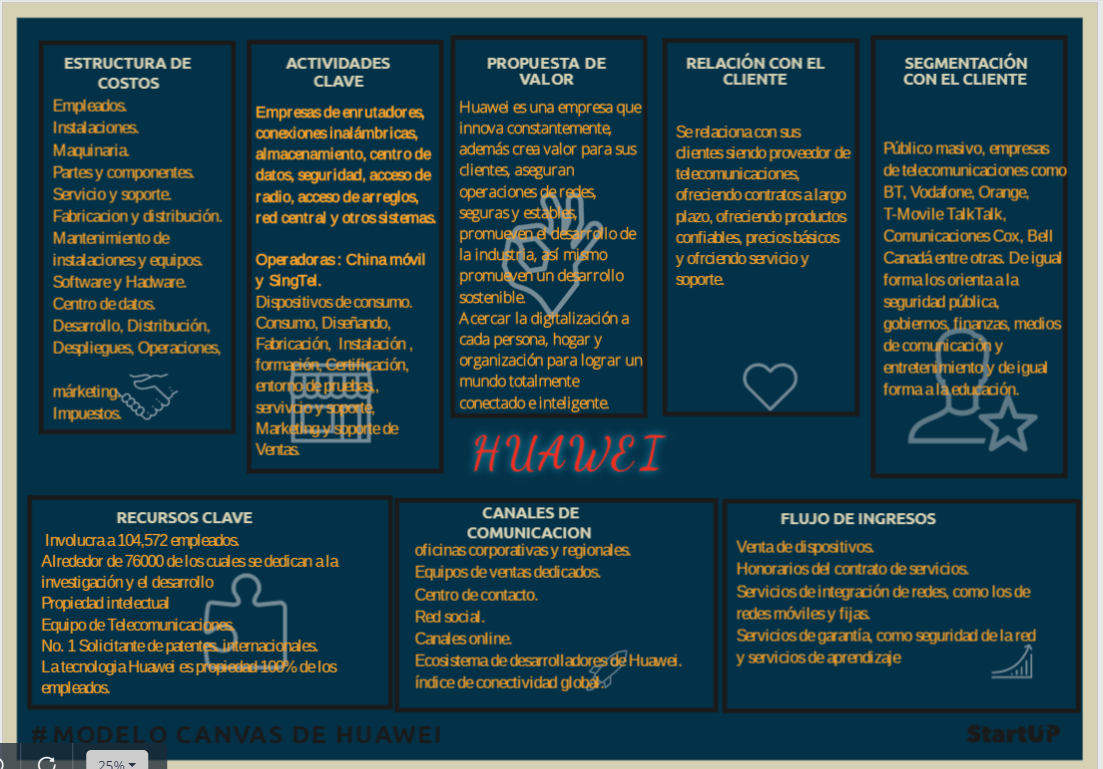 ESTRUCTURA DE
COSTOS
Empleados.
Instalaciones.
Maquinaria.
Partes y componentes.
Servicio y soporte.
Fabricacion y distribución.
Mantenimiento de
instalaciones y equipos.
Software y Hadware.
Centro de datos.
Desarrollo, Distribución,
Despliegues, Operaciones,
márketing,
Impuestos.
ACTIVIDADES
CLAVE
Empresas de enrutadores,
conexiones inalámbricas,
almacenamiento, centro de
datos, seguridad, acceso de
radio, acceso de arreglos,
red central y otros sistemas.
Operadoras : China móvil
y SingTel.
Dispositivos de consumo.
Consumo, Diseñando,
Fabricación, Instalación ,
formación, Certificación,
entorno de pruebas.,
servivcio y soporte,
Marketing y soporte de
Ventas.
PROPUESTA DE
VALOR
Huawei es una empresa que
innova constantemente,
además crea valor para sus
clientes, aseguran
operaciones de redes,
seguras y estables,
promueven el desarrollo de
la industria, así mismo
promueven un desarrollo
sostenible.
Acercar la digitalización a
cada persona, hogar y
organización para lograr un
mundo totalmente
conectado e inteligente.
RELACIÓN CON EL
CLIENTE
Se relaciona con sus
clientes siendo proveedor de
telecomunicaciones,
ofreciendo contratos a largo
plazo, ofreciendo productos
confiables, precios básicos
y ofrciendo servicio y
soporte.
SEGMENTACIÓN
CON EL CLIENTE
Público masivo, empresas
de telecomunicaciones como
BT, Vodafone, Orange,
T-Movile TalkTalk,
Comunicaciones Cox, Bell
Canadá entre otras. De igual
forma los orienta a la
seguridad pública,
gobiernos, finanzas, medios
de comunicación y
entretenimiento y de igual
forma a la educación.
HUAWEI
RECURSOS CLAVE
Involucra a 104,572 empleados.
Alrededor de 76000 de los cuales se dedican a la
investigación y el desarrollo
Propiedad intelectual
Equipo de Telecomunicaciones,
No. 1 Solicitante de patentes internacionales.
La tecnologia Huawei es propiedad 100% de los
empleados.
CANALES DE
COMUNICACION
oficinas corporativas y regionales.
Equipos de ventas dedicados.
Centro de contacto.
Red social.
Canales online.
Ecosistema de desarrolladores de Huawei.
índice de conectividad global.
FLUJO DE INGRESOS
Venta de dispositivos.
Honorarios del contrato de servicios.
Servicios de integración de redes, como los de
redes móviles y fijas.
Servicios de garantía, como seguridad de la red
y servicios de aprendizaje
# MODELO CANVAS DE HUAWEI
StartUP
25%